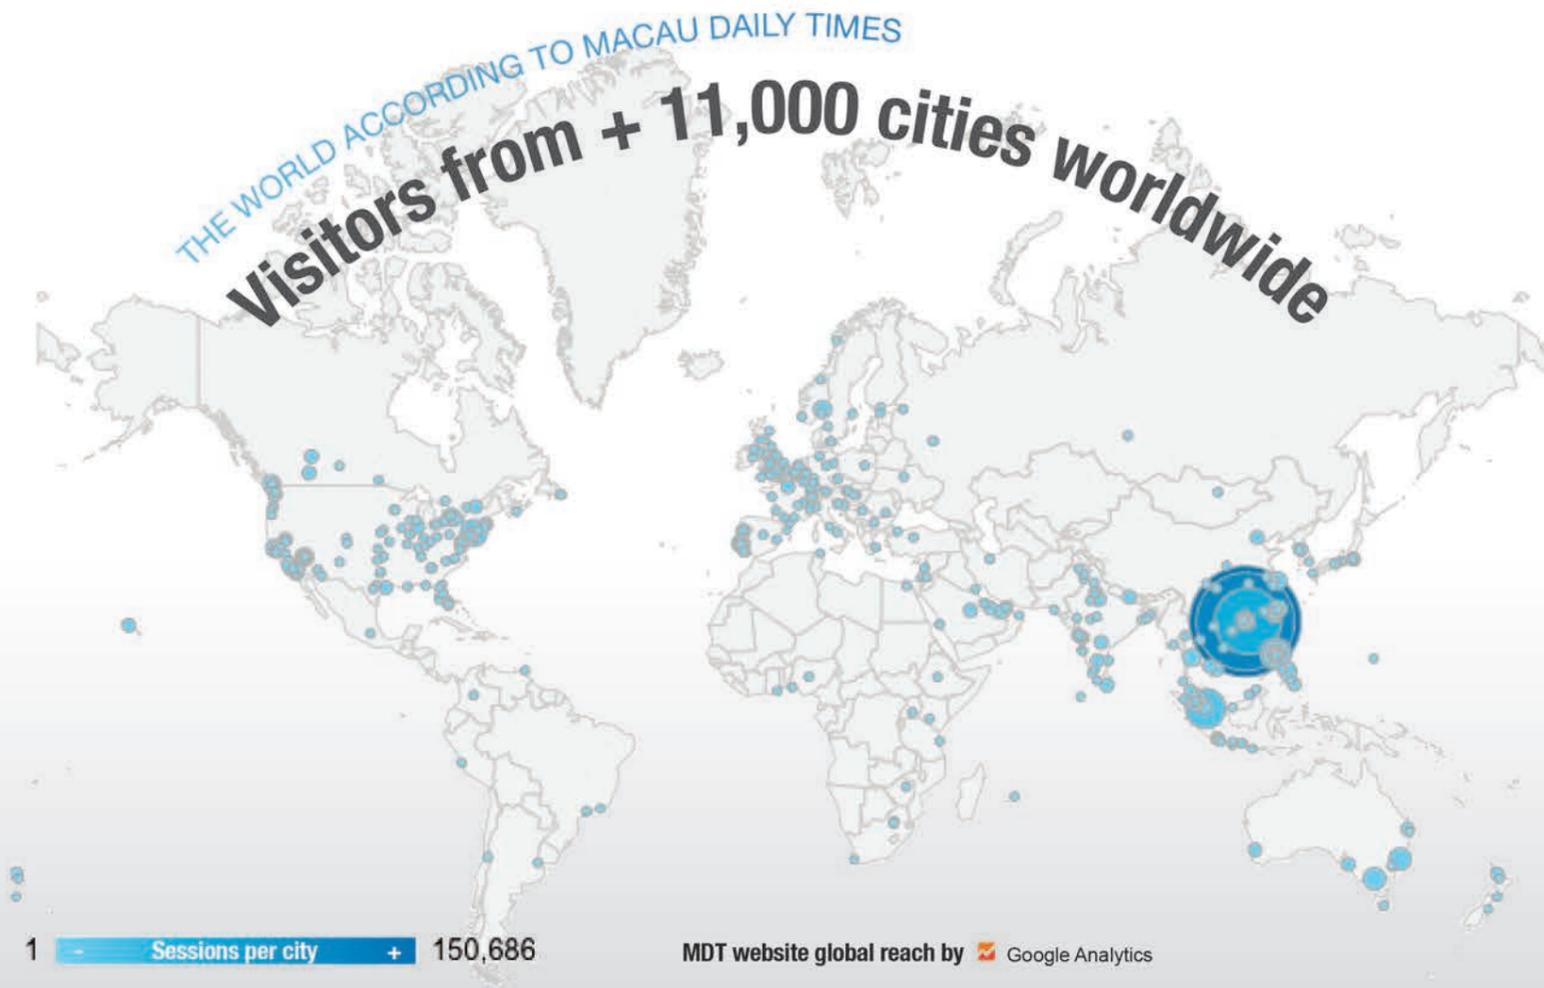 THE WORLD ACCORDING TO MACAU DAILY TIMES
Visitors from + 11,000 cities worldwide
1 - Sessions per city + 150,686
MDT website global reach by Google Analytics